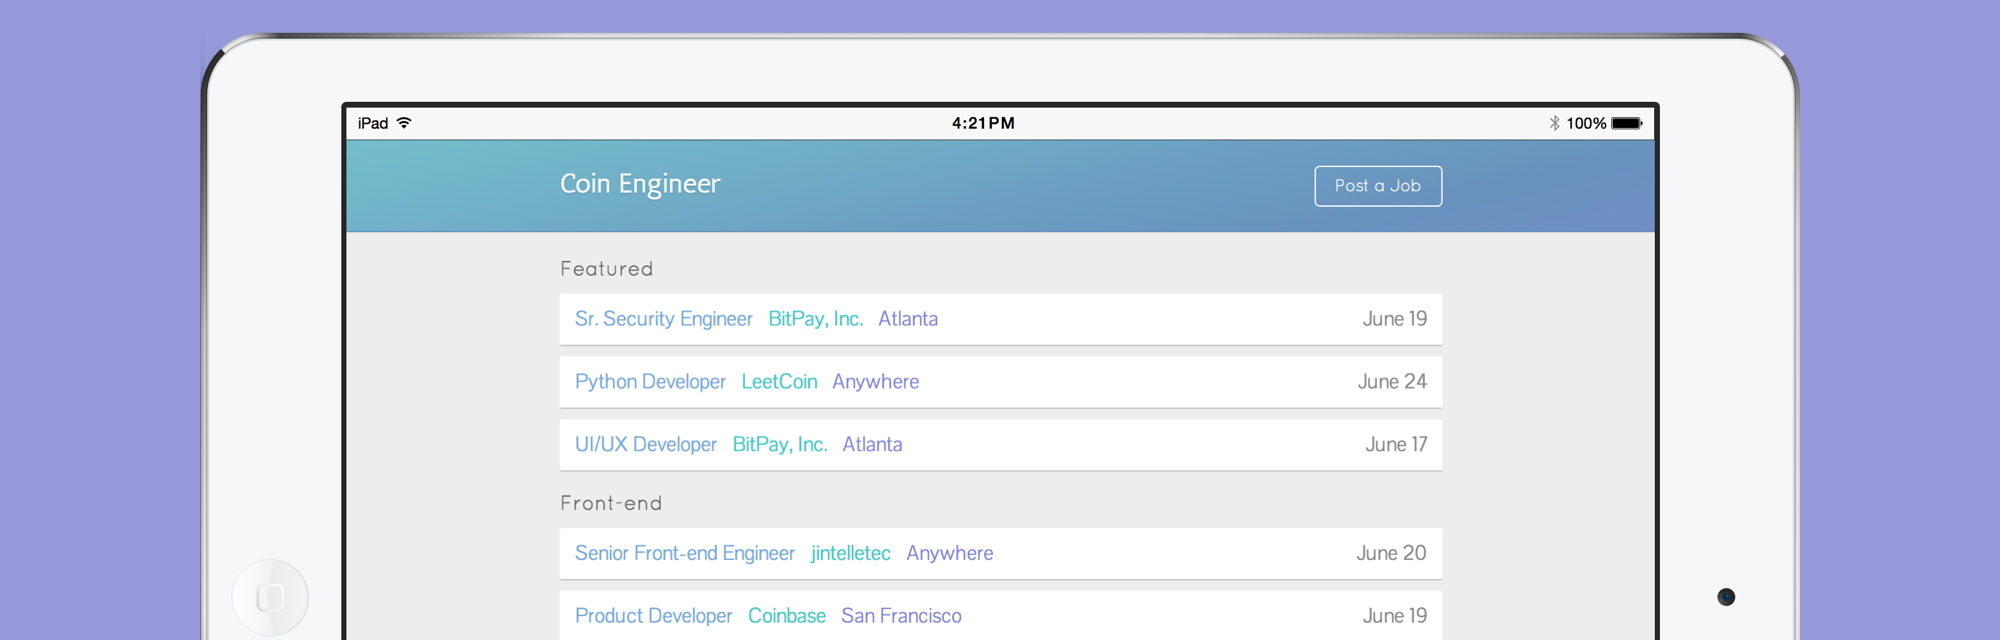 iPad 4:21PM 100%
Coin Engineer Post a Job
Featured
Sr. Security Engineer BitPay, Inc. Atlanta June 19
Python Developer LeetCoin Anywhere June 24
UI/UX Developer BitPay, Inc. Atlanta June 17
Front-end
Senior Front-end Engineer jintelletec Anywhere June 20
Product Developer Coinbase San Francisco June 19